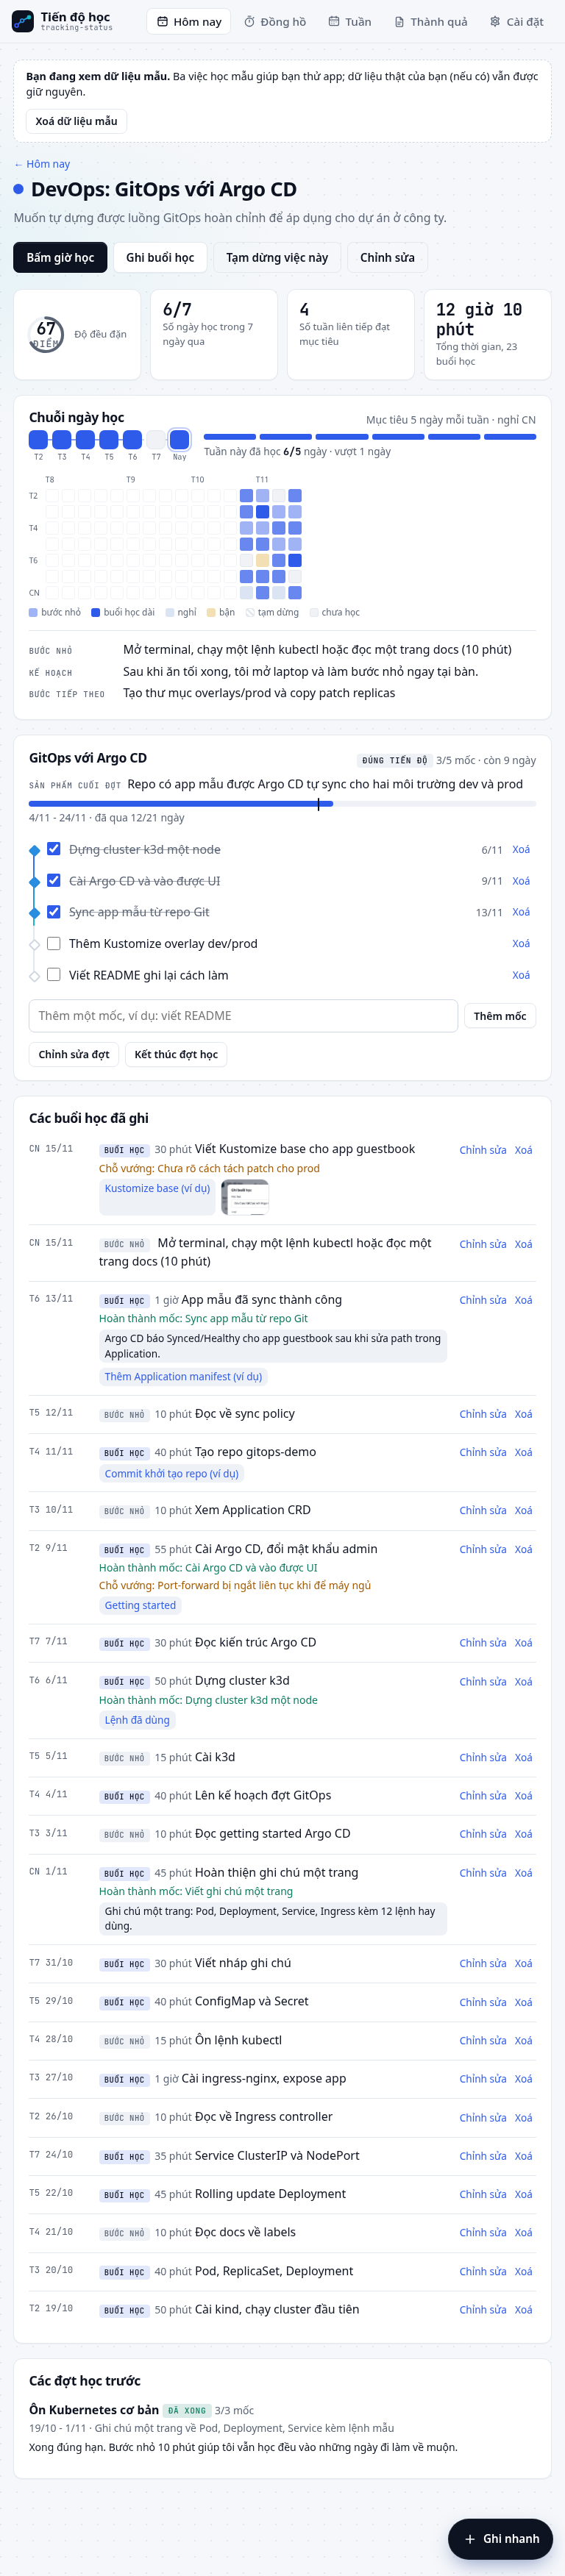 Tiến độ học
tracking-status
Hôm nay
Đồng hồ
Tuần
Thành quả
Cài đặt
Bạn đang xem dữ liệu mẫu. Ba việc học mẫu giúp bạn thử app; dữ liệu thật của bạn (nếu có) vẫn được
giữ nguyên.
Xoá dữ liệu mẫu
← Hôm nay
DevOps: GitOps với Argo CD
Muốn tự dựng được luồng GitOps hoàn chỉnh để áp dụng cho dự án ở công ty.
Bấm giờ học
Ghi buổi học
Tạm dừng việc này
Chỉnh sửa
67
ĐIỂM
Độ đều đặn
6/7
Số ngày học trong 7
ngày qua
4
Số tuần liên tiếp đạt
mục tiêu
12 giờ 10
phút
Tổng thời gian, 23
buổi học
Chuỗi ngày học
Mục tiêu 5 ngày mỗi tuần · nghỉ CN
T2 T3 T4 T5 T6 T7 Nay
Tuần này đã học 6/5 ngày · vượt 1 ngày
T8 T9 T10 T11
T2
T4
T6
CN
bước nhỏ buổi học dài nghỉ bận tạm dừng chưa học
BƯỚC NHỎ Mở terminal, chạy một lệnh kubectl hoặc đọc một trang docs (10 phút)
KẾ HOẠCH Sau khi ăn tối xong, tôi mở laptop và làm bước nhỏ ngay tại bàn.
BƯỚC TIẾP THEO Tạo thư mục overlays/prod và copy patch replicas
GitOps với Argo CD
ĐÚNG TIẾN ĐỘ 3/5 mốc · còn 9 ngày
SẢN PHẨM CUỐI ĐỢT Repo có app mẫu được Argo CD tự sync cho hai môi trường dev và prod
4/11 - 24/11 · đã qua 12/21 ngày
Dựng cluster k3d một node 6/11 Xoá
Cài Argo CD và vào được UI 9/11 Xoá
Sync app mẫu từ repo Git 13/11 Xoá
Thêm Kustomize overlay dev/prod Xoá
Viết README ghi lại cách làm Xoá
Thêm một mốc, ví dụ: viết README
Thêm mốc
Chỉnh sửa đợt
Kết thúc đợt học
Các buổi học đã ghi
CN 15/11 BUỔI HỌC 30 phút Viết Kustomize base cho app guestbook Chỉnh sửa Xoá
Chỗ vướng: Chưa rõ cách tách patch cho prod
Kustomize base (ví dụ)
CN 15/11 BƯỚC NHỎ Mở terminal, chạy một lệnh kubectl hoặc đọc một Chỉnh sửa Xoá
trang docs (10 phút)
T6 13/11 BUỔI HỌC 1 giờ App mẫu đã sync thành công Chỉnh sửa Xoá
Hoàn thành mốc: Sync app mẫu từ repo Git
Argo CD báo Synced/Healthy cho app guestbook sau khi sửa path trong
Application.
Thêm Application manifest (ví dụ)
T5 12/11 BƯỚC NHỎ 10 phút Đọc về sync policy Chỉnh sửa Xoá
T4 11/11 BUỔI HỌC 40 phút Tạo repo gitops-demo Chỉnh sửa Xoá
Commit khởi tạo repo (ví dụ)
T3 10/11 BƯỚC NHỎ 10 phút Xem Application CRD Chỉnh sửa Xoá
T2 9/11 BUỔI HỌC 55 phút Cài Argo CD, đổi mật khẩu admin Chỉnh sửa Xoá
Hoàn thành mốc: Cài Argo CD và vào được UI
Chỗ vướng: Port-forward bị ngắt liên tục khi để máy ngủ
Getting started
T7 7/11 BUỔI HỌC 30 phút Đọc kiến trúc Argo CD Chỉnh sửa Xoá
T6 6/11 BUỔI HỌC 50 phút Dựng cluster k3d Chỉnh sửa Xoá
Hoàn thành mốc: Dựng cluster k3d một node
Lệnh đã dùng
T5 5/11 BƯỚC NHỎ 15 phút Cài k3d Chỉnh sửa Xoá
T4 4/11 BUỔI HỌC 40 phút Lên kế hoạch đợt GitOps Chỉnh sửa Xoá
T3 3/11 BƯỚC NHỎ 10 phút Đọc getting started Argo CD Chỉnh sửa Xoá
CN 1/11 BUỔI HỌC 45 phút Hoàn thiện ghi chú một trang Chỉnh sửa Xoá
Hoàn thành mốc: Viết ghi chú một trang
Ghi chú một trang: Pod, Deployment, Service, Ingress kèm 12 lệnh hay
dùng.
T7 31/10 BUỔI HỌC 30 phút Viết nháp ghi chú Chỉnh sửa Xoá
T5 29/10 BUỔI HỌC 40 phút ConfigMap và Secret Chỉnh sửa Xoá
T4 28/10 BƯỚC NHỎ 15 phút Ôn lệnh kubectl Chỉnh sửa Xoá
T3 27/10 BUỔI HỌC 1 giờ Cài ingress-nginx, expose app Chỉnh sửa Xoá
T2 26/10 BƯỚC NHỎ 10 phút Đọc về Ingress controller Chỉnh sửa Xoá
T7 24/10 BUỔI HỌC 35 phút Service ClusterIP và NodePort Chỉnh sửa Xoá
T5 22/10 BUỔI HỌC 45 phút Rolling update Deployment Chỉnh sửa Xoá
T4 21/10 BƯỚC NHỎ 10 phút Đọc docs về labels Chỉnh sửa Xoá
T3 20/10 BUỔI HỌC 40 phút Pod, ReplicaSet, Deployment Chỉnh sửa Xoá
T2 19/10 BUỔI HỌC 50 phút Cài kind, chạy cluster đầu tiên Chỉnh sửa Xoá
Các đợt học trước
Ôn Kubernetes cơ bản ĐÃ XONG 3/3 mốc
19/10 - 1/11 · Ghi chú một trang về Pod, Deployment, Service kèm lệnh mẫu
Xong đúng hạn. Bước nhỏ 10 phút giúp tôi vẫn học đều vào những ngày đi làm về muộn.
+ Ghi nhanh